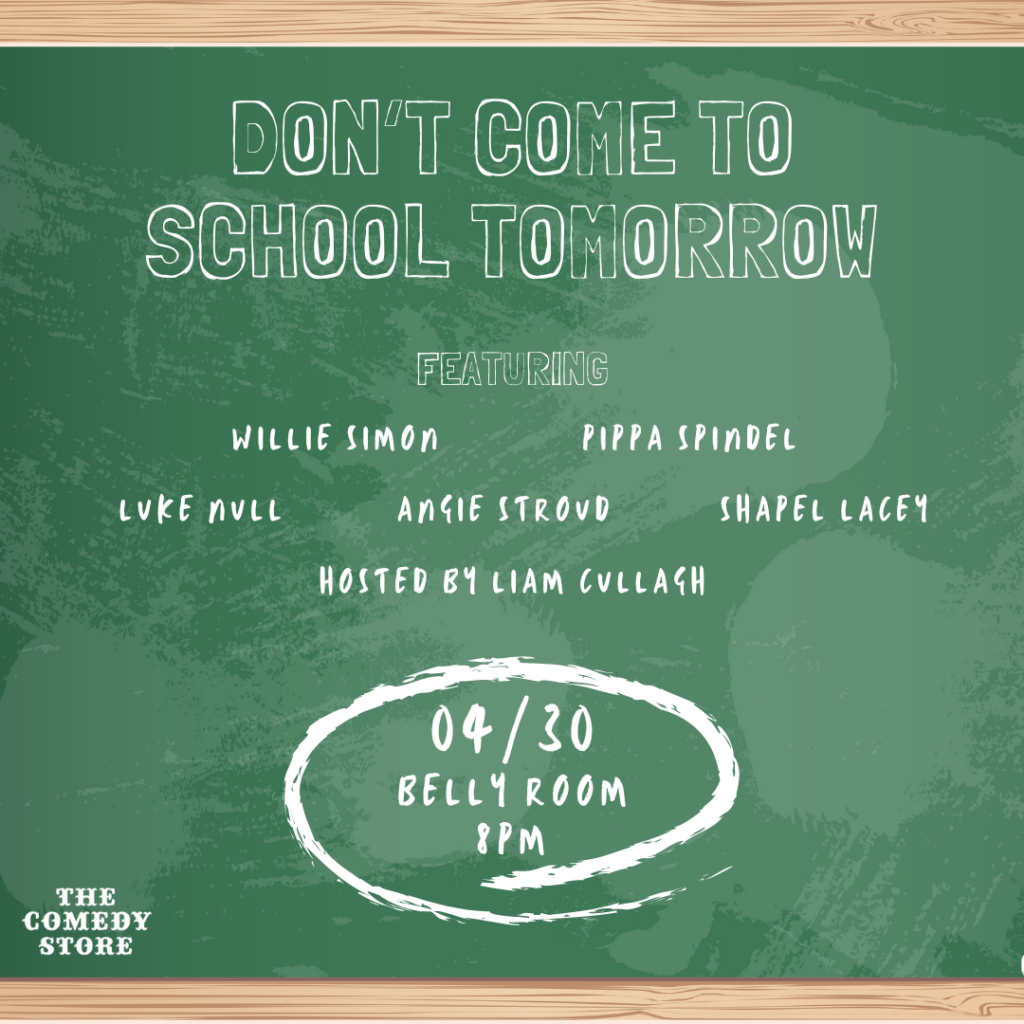 DON'T COME TO
SCHOOL TOMORROW
FEATURING
WILLIE SIMON PIPPA SPINDEL
LUKE NULL ANGIE STROUD SHAPEL LACEY
HOSTED BY LIAM CULLAGH
04/30
BELLY ROOM
8PM
THE
COMEDY
STORE